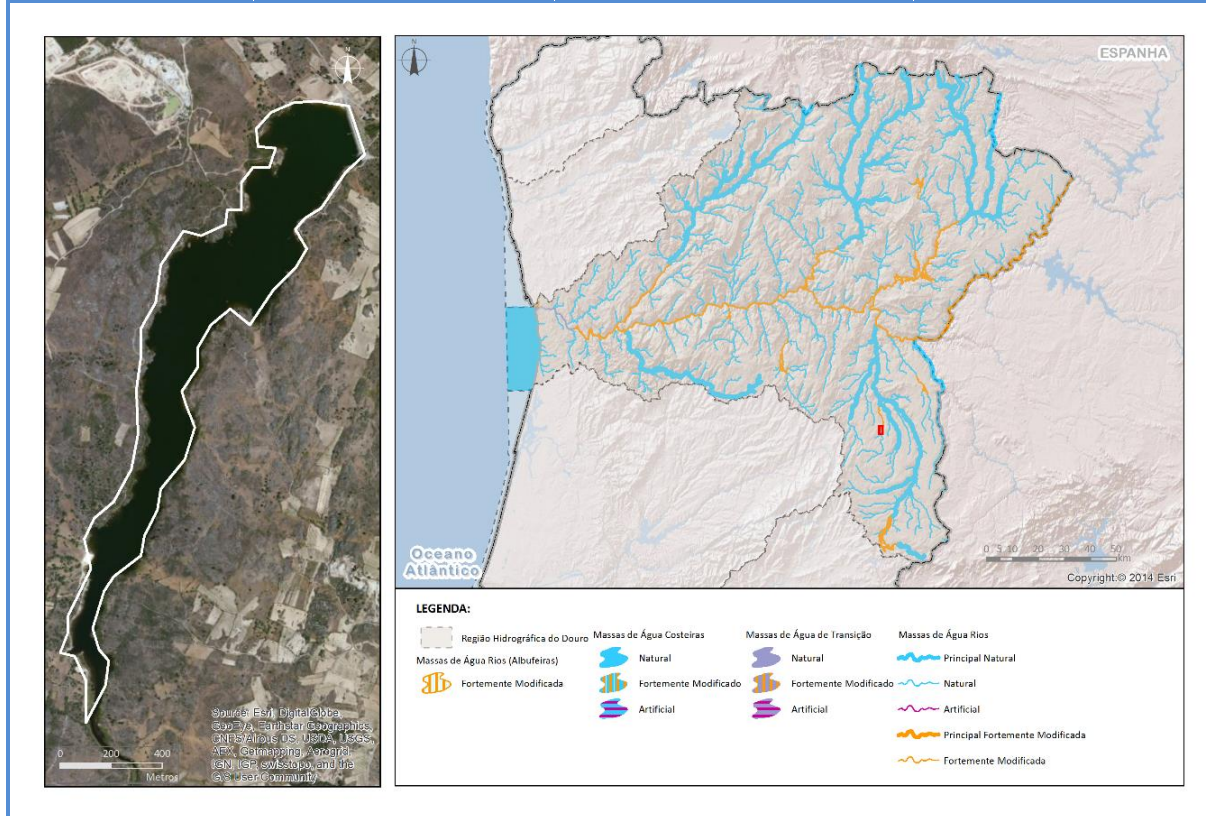 N
Source: Esri, DigitalGlobe,
GeoEye, Earthstar Geographics,
CNES/Airbus DS, USDA, USGS,
AEX, Getmapping, Aerogrid,
IGN, IGP, swisstopo, and the
GIS User Community
0 200 400
Metros
N
ESPANHA
Oceano
Atlântico
0 5 10 20 30 40 50
km
Copyright:© 2014 Esri
LEGENDA:
Região Hidrográfica do Douro
Massas de Água Rios (Albufeiras)
Fortemente Modificada
Massas de Água Costeiras
Natural
Fortemente Modificado
Artificial
Massas de Água de Transição
Natural
Fortemente Modificado
Artificial
Massas de Água Rios
Principal Natural
Natural
Artificial
Principal Fortemente Modificada
Fortemente Modificada